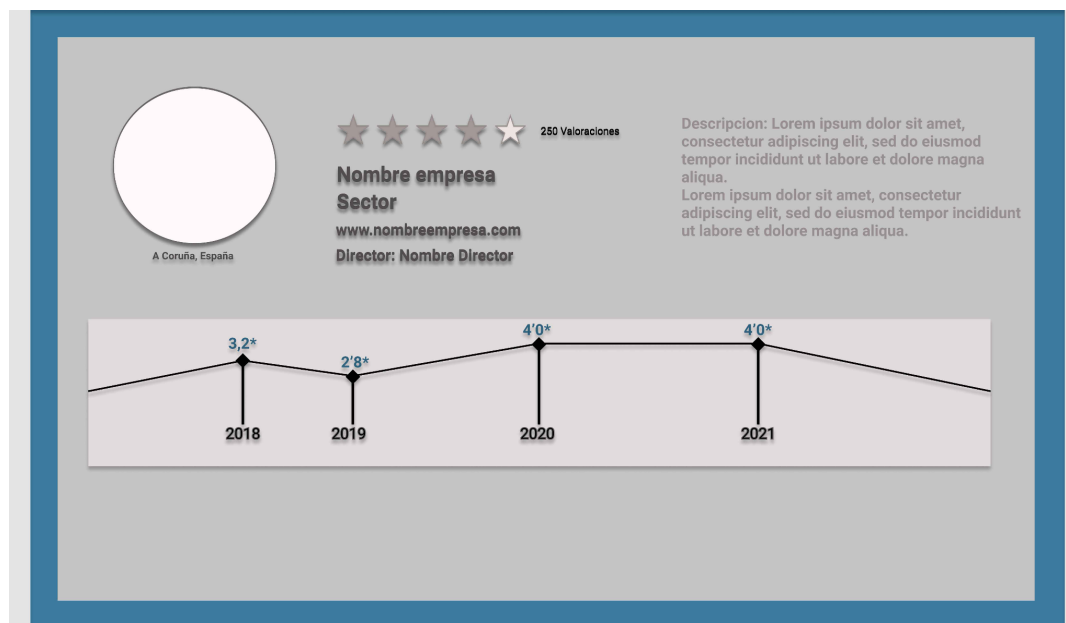 250 Valoraciones
Nombre empresa
Sector
www.nombreempresa.com
Director: Nombre Director
A Coruña, España
Descripcion: Lorem ipsum dolor sit amet,
consectetur adipiscing elit, sed do eiusmod
tempor incididunt ut labore et dolore magna
aliqua.
Lorem ipsum dolor sit amet, consectetur
adipiscing elit, sed do eiusmod tempor incididunt
ut labore et dolore magna aliqua.
3,2*
2'8*
4'0*
4'0*
2018
2019
2020
2021